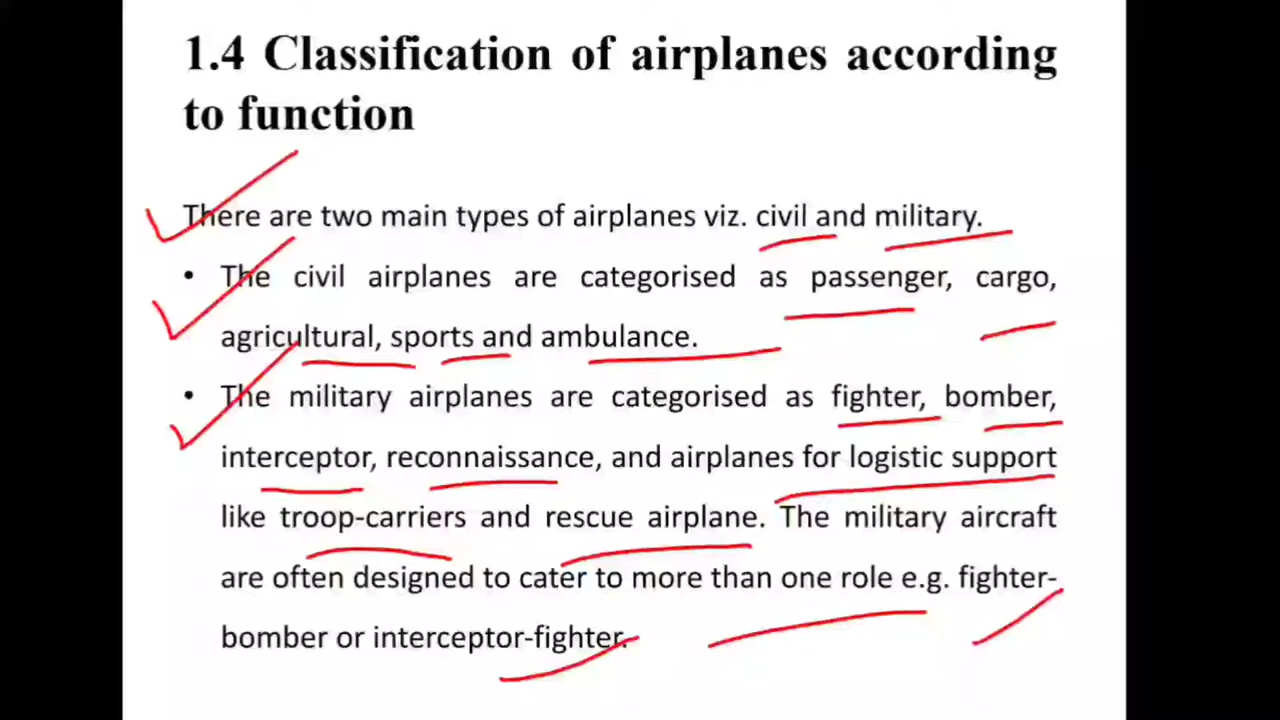 1.4 Classification of airplanes according
to function
There are two main types of airplanes viz. civil and military.
• The civil airplanes are categorised as passenger, cargo,
agricultural, sports and ambulance.
• The military airplanes are categorised as fighter, bomber,
interceptor, reconnaissance, and airplanes for logistic support
like troop-carriers and rescue airplane. The military aircraft
are often designed to cater to more than one role e.g. fighter-
bomber or interceptor-fighter.